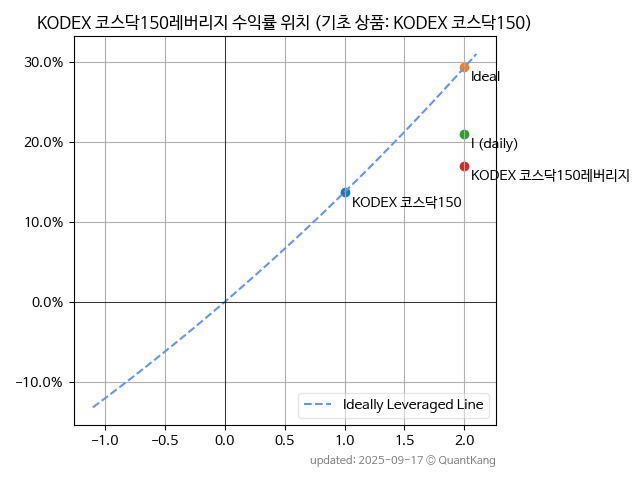 KODEX 코스닥150레버리지 수익률 위치 (기초 상품: KODEX 코스닥150)
30.0%
20.0%
10.0%
0.0%
−10.0%
Ideal
I (daily)
KODEX 코스닥150레버리지
KODEX 코스닥150
Ideally Leveraged Line
−1.0 −0.5 0.0 0.5 1.0 1.5 2.0
updated: 2025-09-17 © QuantKang